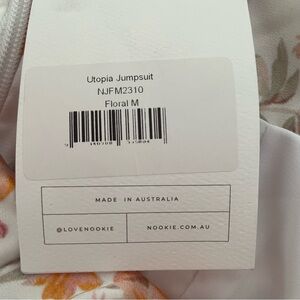 Utopia Jumpsuit
NJFM2310
Floral M
MADE IN AUSTRALIA
@LOVENOOKIE
NOOKIE.COM.AU